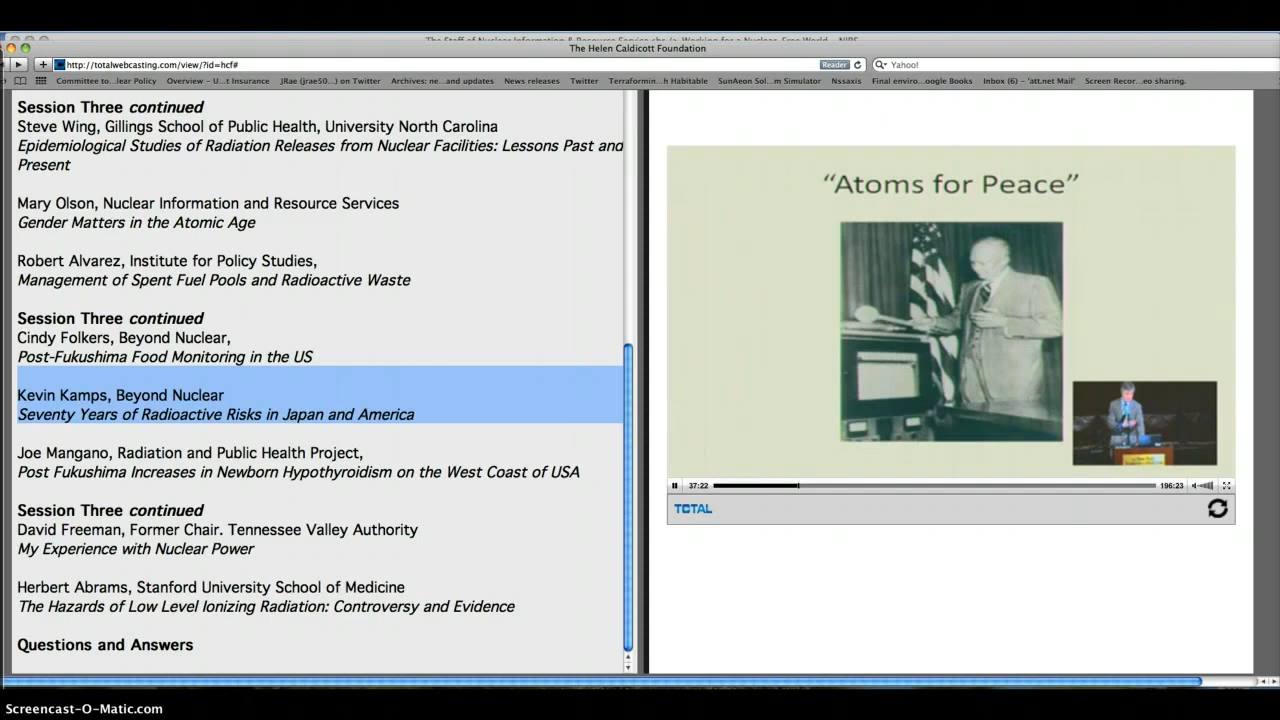 The Helen Caldicott Foundation
http://totalwebcasting.com/view/?id=hcf#
Reader
Yahoo!
Committee to...lear Policy
Overview – U...t Insurance
JRae (jrae50...) on Twitter
Archives: ne...and updates
News releases
Twitter
Terraformin...h Habitable
SunAeon Sol...m Simulator
Nssaxis
Final enviro...oogle Books
Inbox (6) – 'att.net Mail'
Screen Recor...eo sharing.
Session Three continued
Steve Wing, Gillings School of Public Health, University North Carolina
Epidemiological Studies of Radiation Releases from Nuclear Facilities: Lessons Past and
Present
Mary Olson, Nuclear Information and Resource Services
Gender Matters in the Atomic Age
Robert Alvarez, Institute for Policy Studies,
Management of Spent Fuel Pools and Radioactive Waste
Session Three continued
Cindy Folkers, Beyond Nuclear,
Post-Fukushima Food Monitoring in the US
Kevin Kamps, Beyond Nuclear
Seventy Years of Radioactive Risks in Japan and America
Joe Mangano, Radiation and Public Health Project,
Post Fukushima Increases in Newborn Hypothyroidism on the West Coast of USA
Session Three continued
David Freeman, Former Chair. Tennessee Valley Authority
My Experience with Nuclear Power
Herbert Abrams, Stanford University School of Medicine
The Hazards of Low Level Ionizing Radiation: Controversy and Evidence
Questions and Answers
“Atoms for Peace”
37:22
196:23
TOTAL
Screencast-O-Matic.com